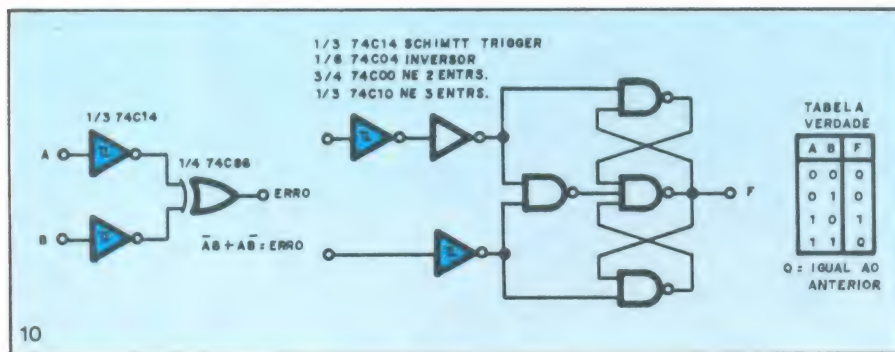 1/3 74C14 SCHIMTT TRIGGER
1/6 74C04 INVERSOR
3/4 74C00 NE 2 ENTRS.
1/3 74C10 NE 3 ENTRS.
1/3 74C14
A
1/4 74C86
ERRO
B
A̅B + AB̅ = ERRO
F
TABELA
VERDADE
A B F
0 0 Q
0 1 0
1 0 1
1 1 Q
Q = IGUAL AO
ANTERIOR
10